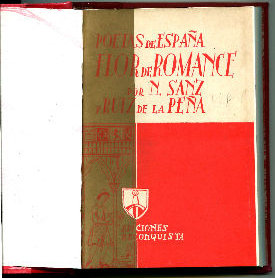 POETAS DE ESPAÑA
FLOR DE ROMANCE
POR N. SANZ
Y RUIZ DE LA PEÑA
CIONES
CONQUISTA